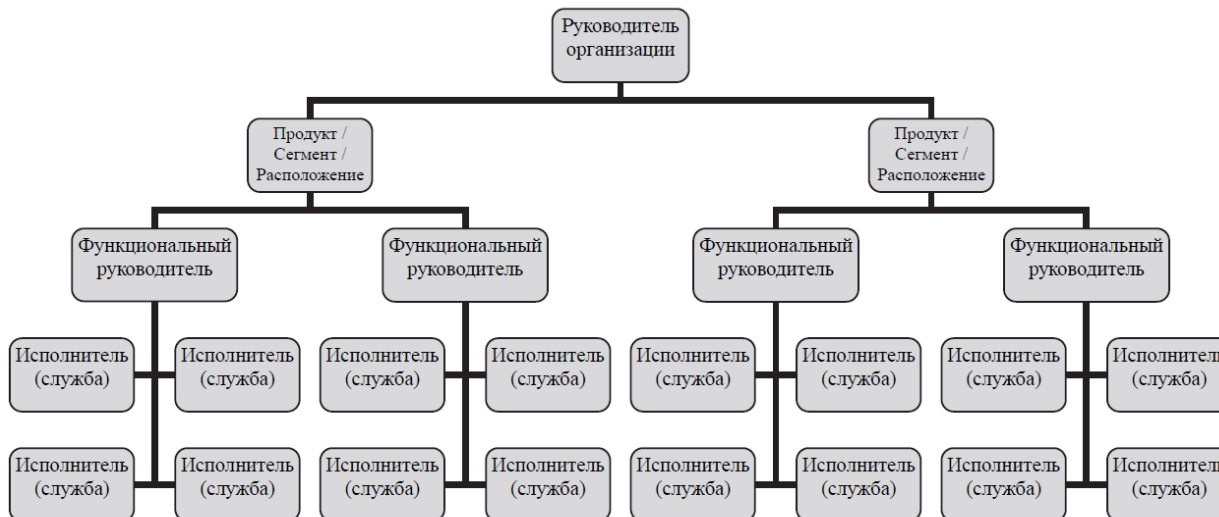 Руководитель
организации
Продукт /
Сегмент /
Расположение
Продукт /
Сегмент /
Расположение
Функциональный
руководитель
Функциональный
руководитель
Функциональный
руководитель
Функциональный
руководитель
Исполнитель
(служба)
Исполнитель
(служба)
Исполнитель
(служба)
Исполнитель
(служба)
Исполнитель
(служба)
Исполнитель
(служба)
Исполнитель
(служба)
Исполнитель
(служба)
Исполнитель
(служба)
Исполнитель
(служба)
Исполнитель
(служба)
Исполнитель
(служба)
Исполнитель
(служба)
Исполнитель
(служба)
Исполнитель
(служба)
Исполнитель
(служба)